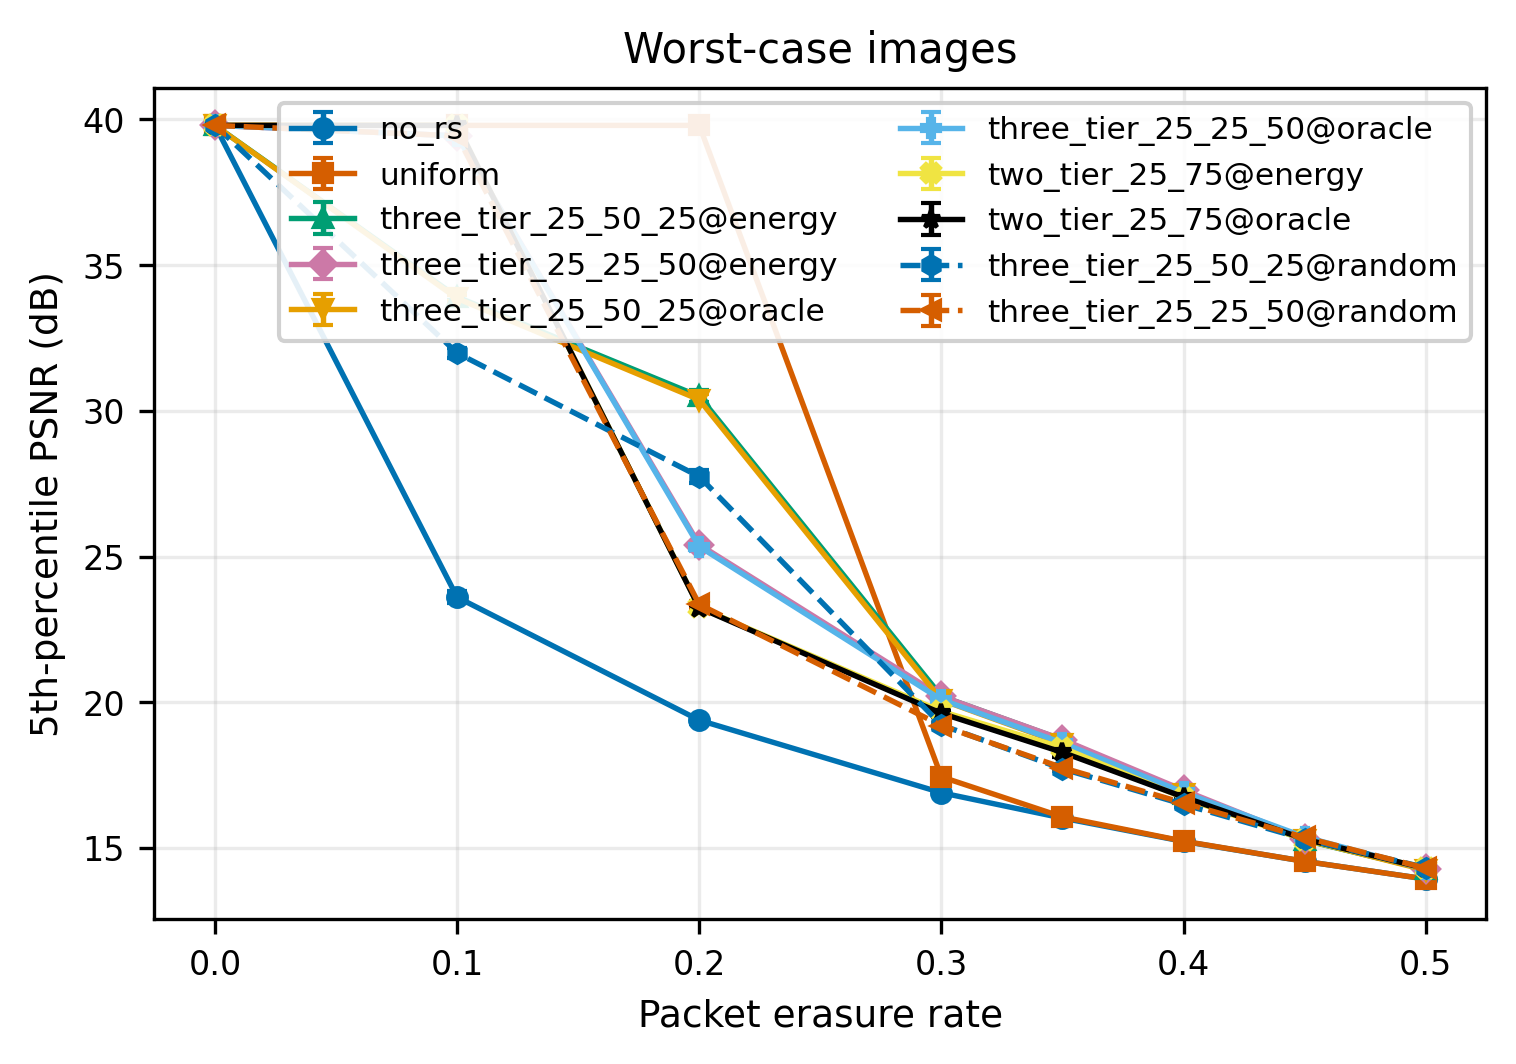 Worst-case images
no_rs
uniform
three_tier_25_50_25@energy
three_tier_25_25_50@energy
three_tier_25_50_25@oracle
three_tier_25_25_50@oracle
two_tier_25_75@energy
two_tier_25_75@oracle
three_tier_25_50_25@random
three_tier_25_25_50@random
5th-percentile PSNR (dB)
40
35
30
25
20
15
0.0 0.1 0.2 0.3 0.4 0.5
Packet erasure rate